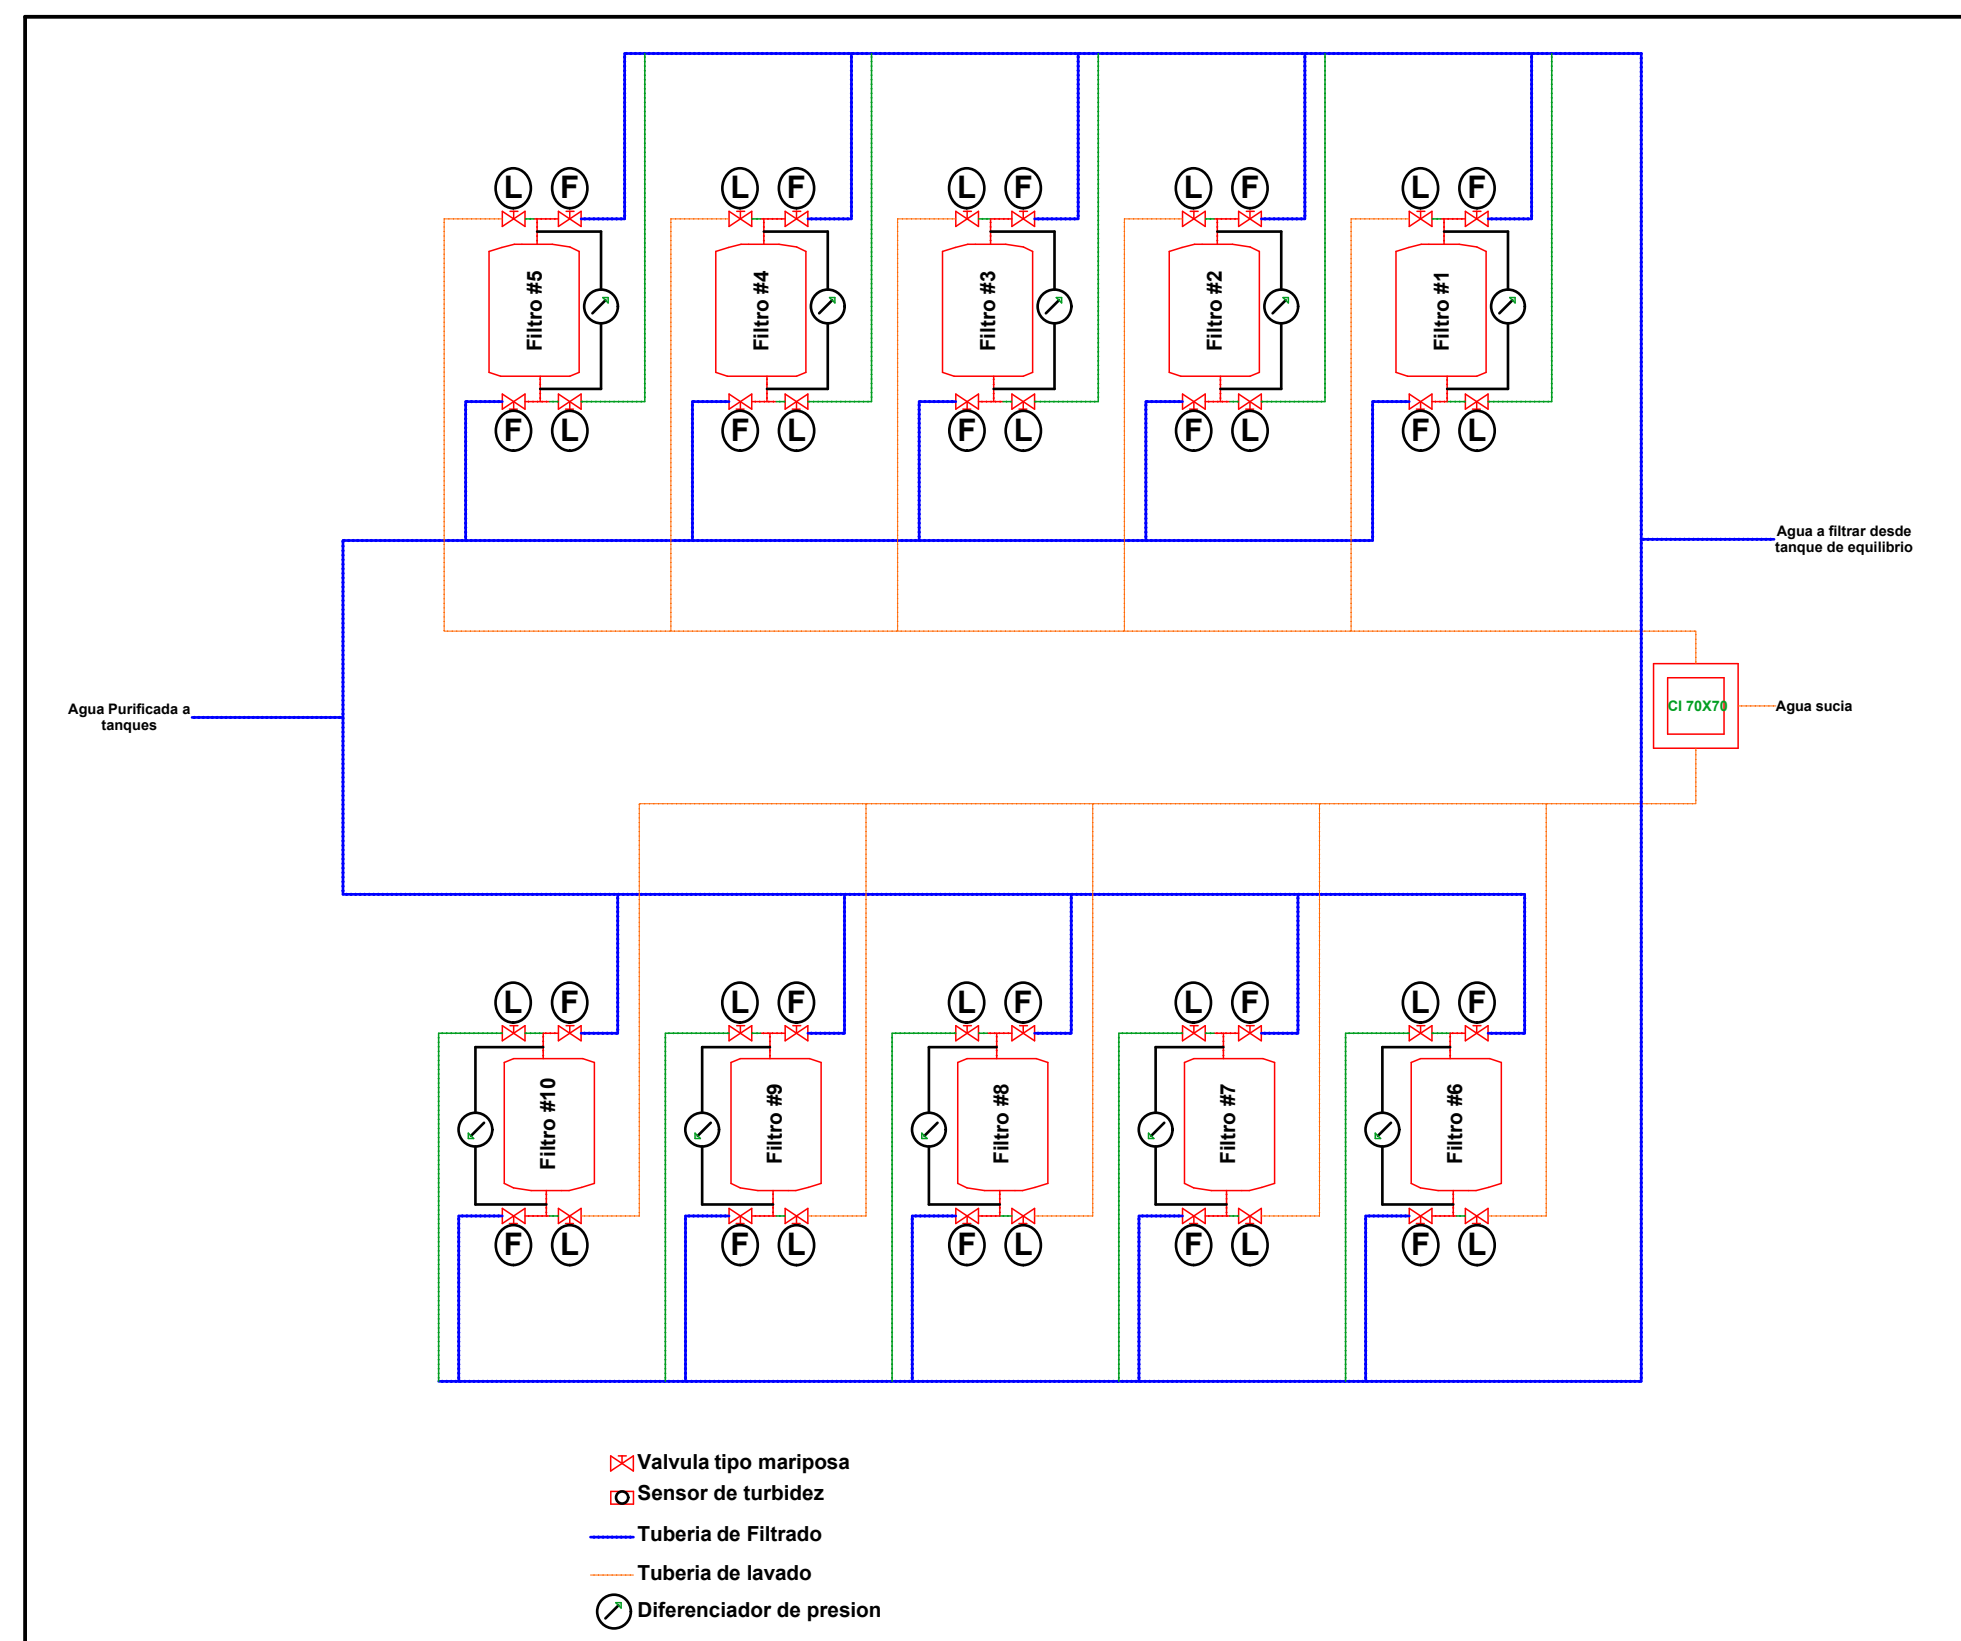 L F L F L F L F L F
Filtro #5
Filtro #4
Filtro #3
Filtro #2
Filtro #1
F L F L F L F L F L
Agua a filtrar desde
tanque de equilibrio
Agua Purificada a
tanques
CI 70X70
Agua sucia
L F L F L F L F L F
Filtro #10
Filtro #9
Filtro #8
Filtro #7
Filtro #6
F L F L F L F L F L
Valvula tipo mariposa
Sensor de turbidez
Tuberia de Filtrado
Tuberia de lavado
Diferenciador de presion